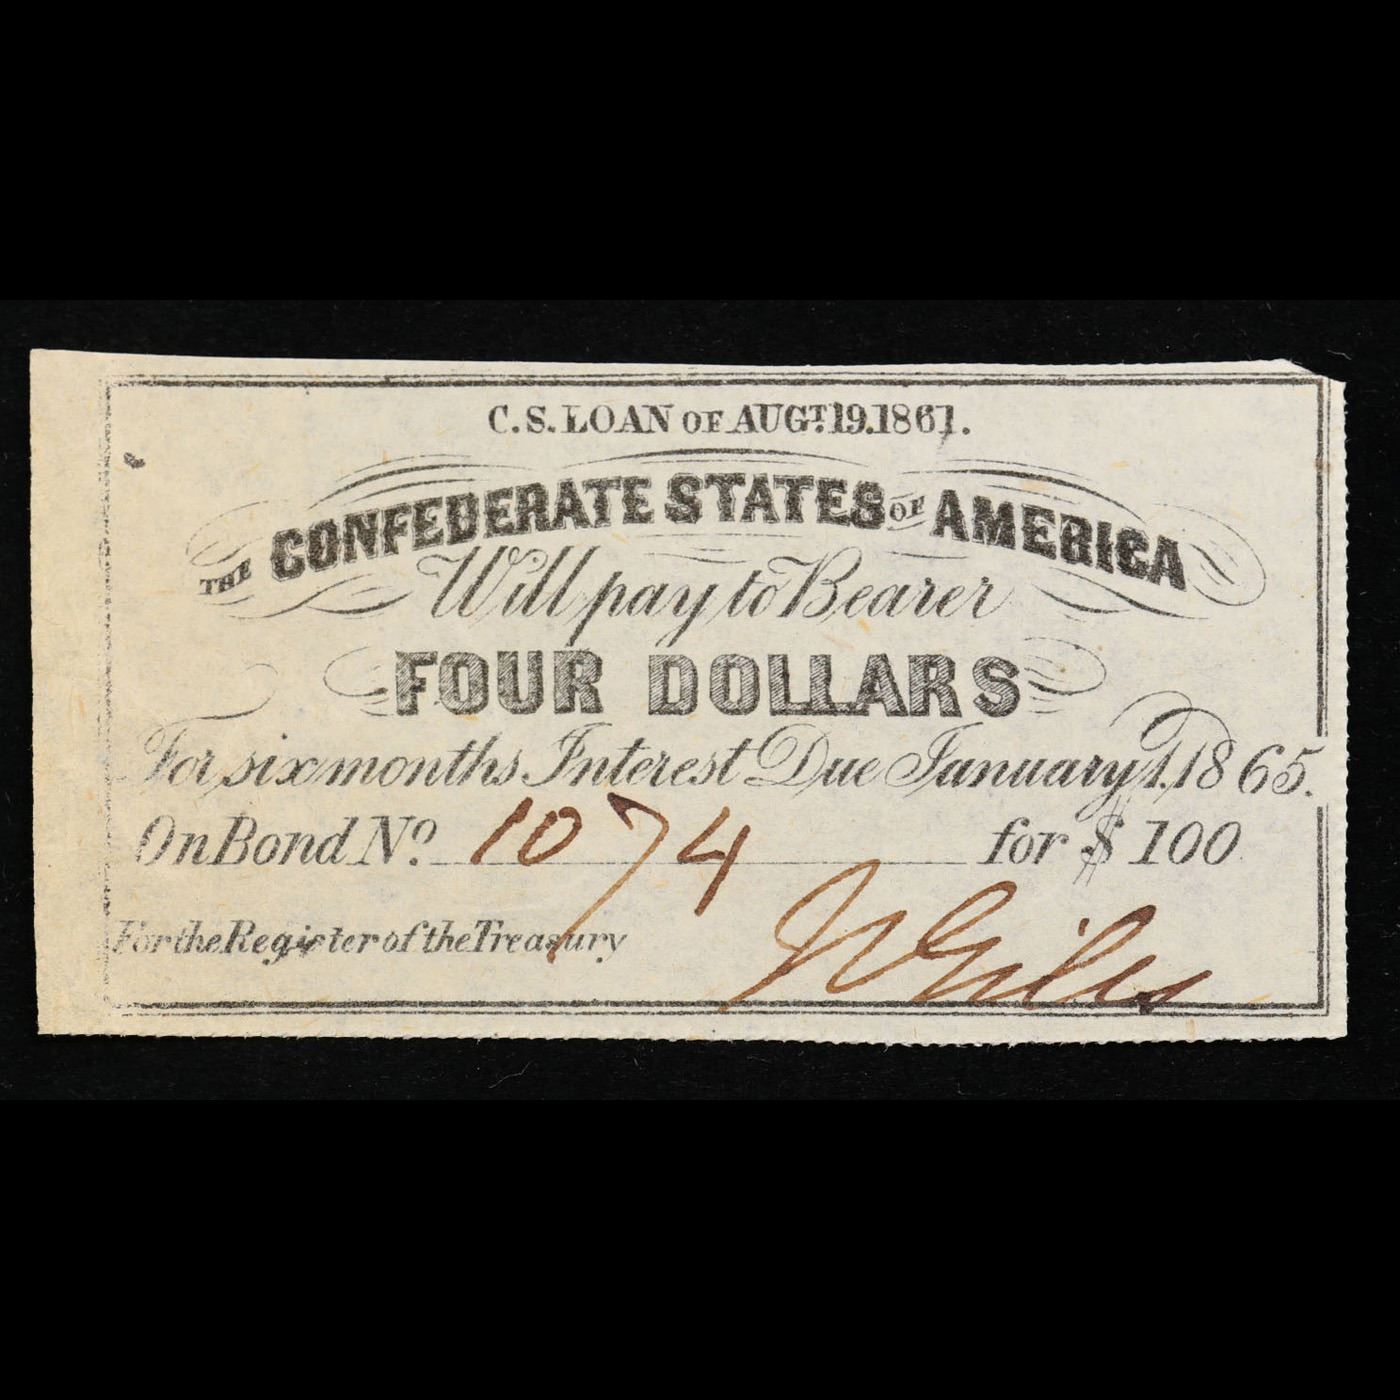 C. S. LOAN OF AUGT. 19. 1861.
THE CONFEDERATE STATES OF AMERICA
Will pay to Bearer
FOUR DOLLARS
For six months Interest Due January 1. 1865.
On Bond No. 1074 for $ 100
For the Register of the Treasury